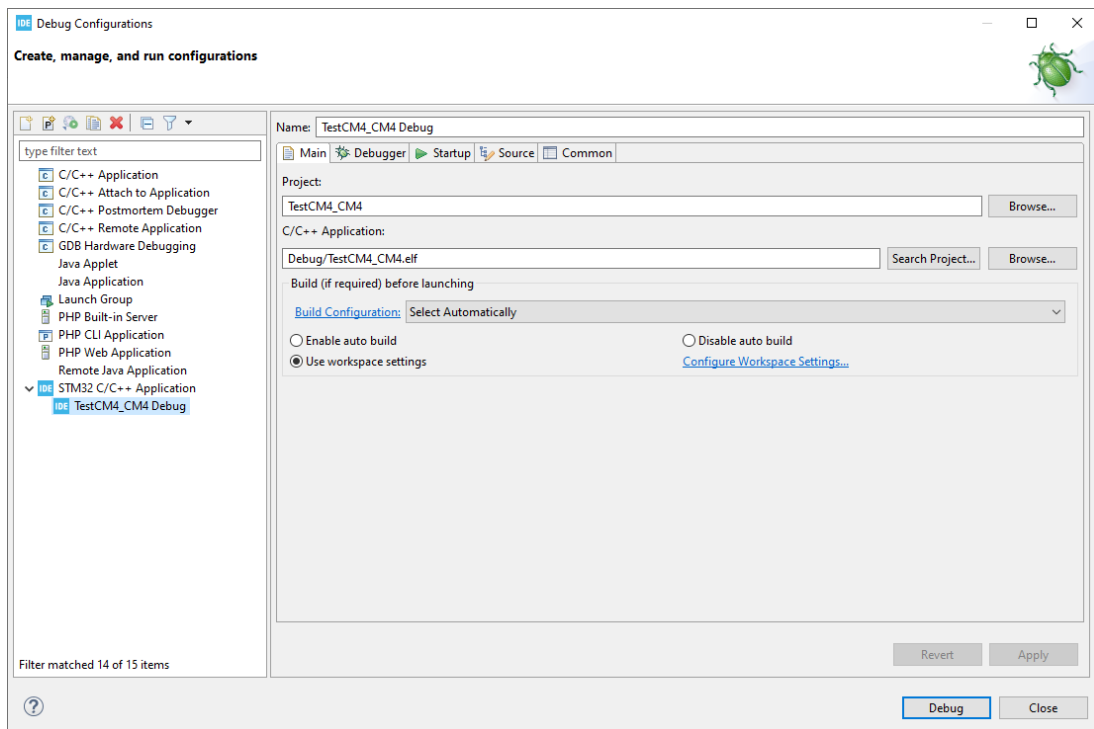 IDE Debug Configurations
Create, manage, and run configurations
Name: TestCM4_CM4 Debug
type filter text
Main Debugger Startup Source Common
C/C++ Application
C/C++ Attach to Application
C/C++ Postmortem Debugger
C/C++ Remote Application
GDB Hardware Debugging
Java Applet
Java Application
Launch Group
PHP Built-in Server
PHP CLI Application
PHP Web Application
Remote Java Application
IDE STM32 C/C++ Application
IDE TestCM4_CM4 Debug
Filter matched 14 of 15 items
Project:
TestCM4_CM4 Browse...
C/C++ Application:
Debug/TestCM4_CM4.elf Search Project... Browse...
Build (if required) before launching
Build Configuration: Select Automatically
Enable auto build Disable auto build
Use workspace settings Configure Workspace Settings...
Revert Apply
? Debug Close